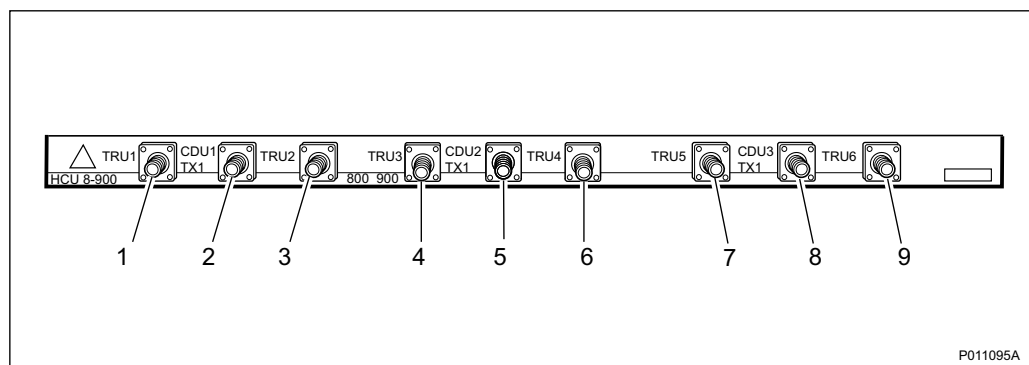 TRU1 CDU1 TX1 TRU2 TRU3 CDU2 TX1 TRU4 TRU5 CDU3 TX1 TRU6
HCU 8-900 800 900
1 2 3 4 5 6 7 8 9
P011095A